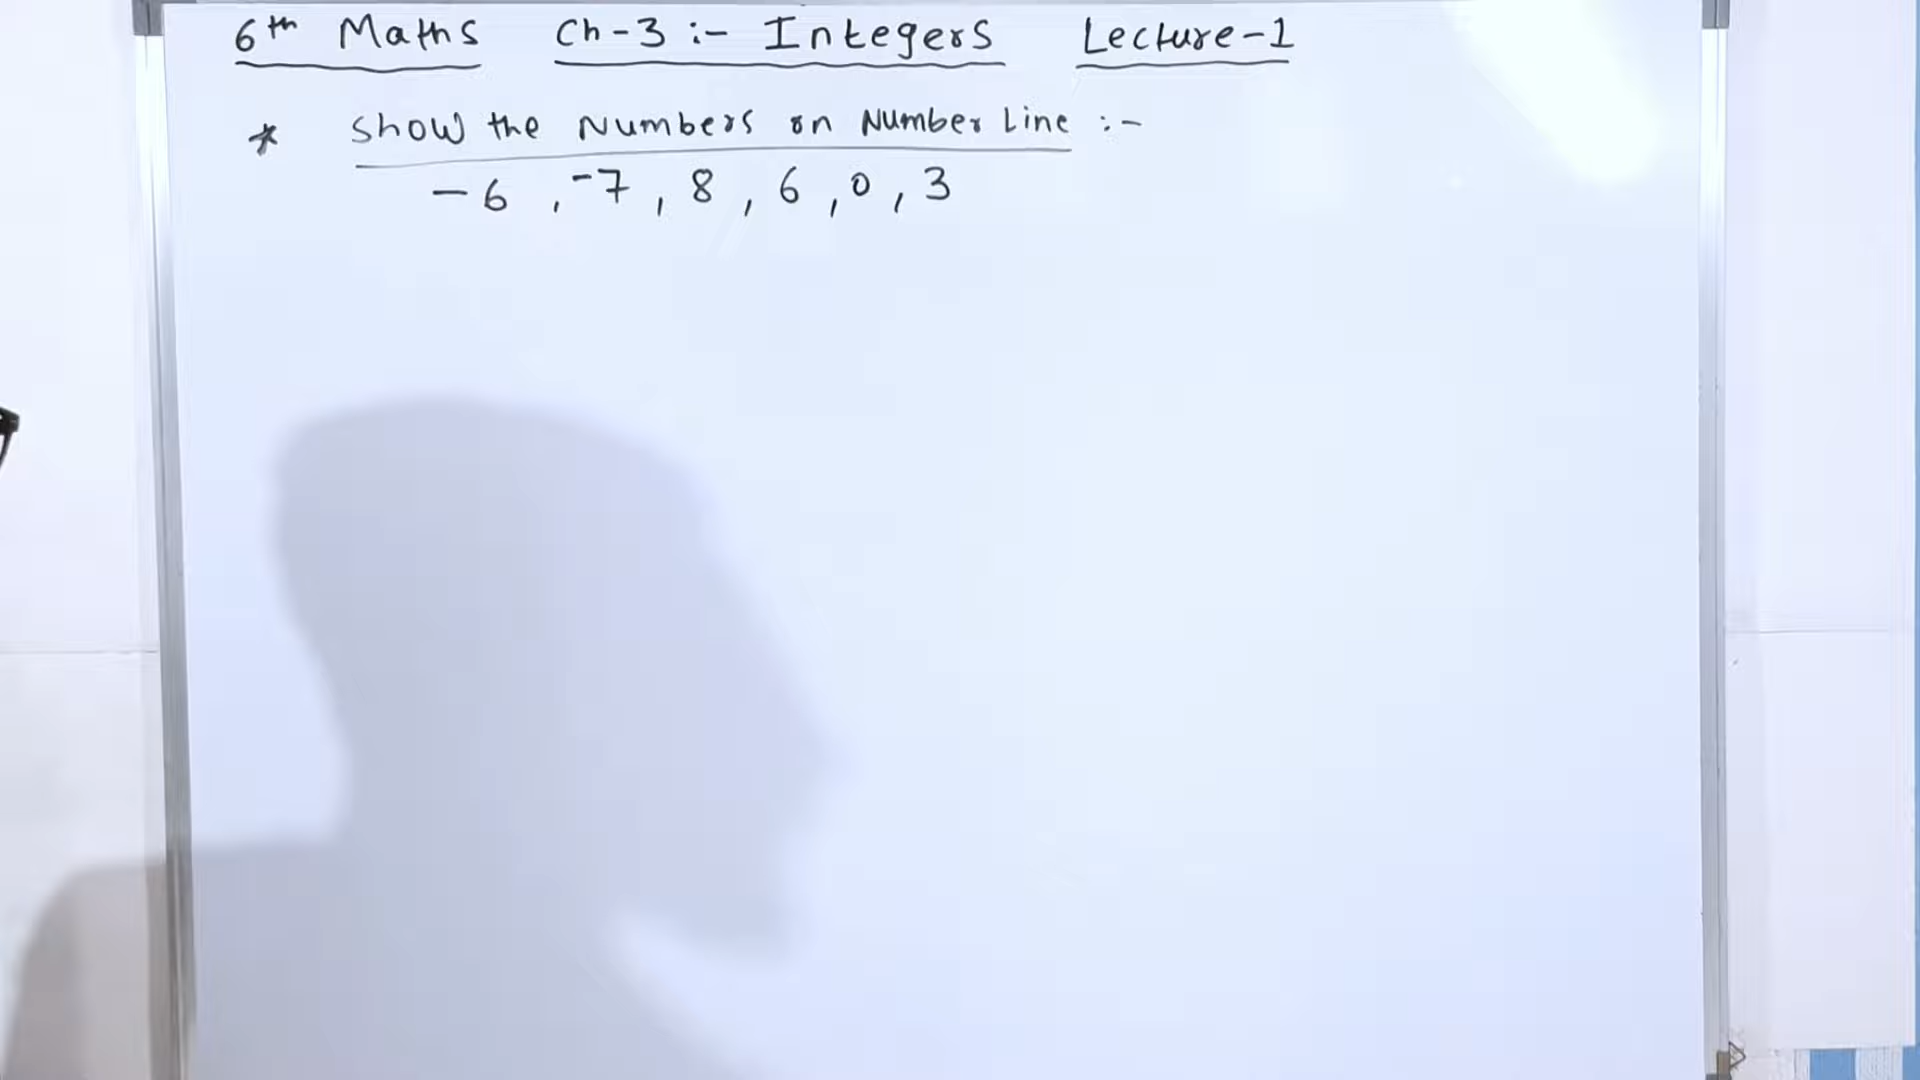 6th Maths Ch-3 :- Integers Lecture-1
* Show the Numbers on Number Line :-
-6 , -7 , 8 , 6 , 0 , 3